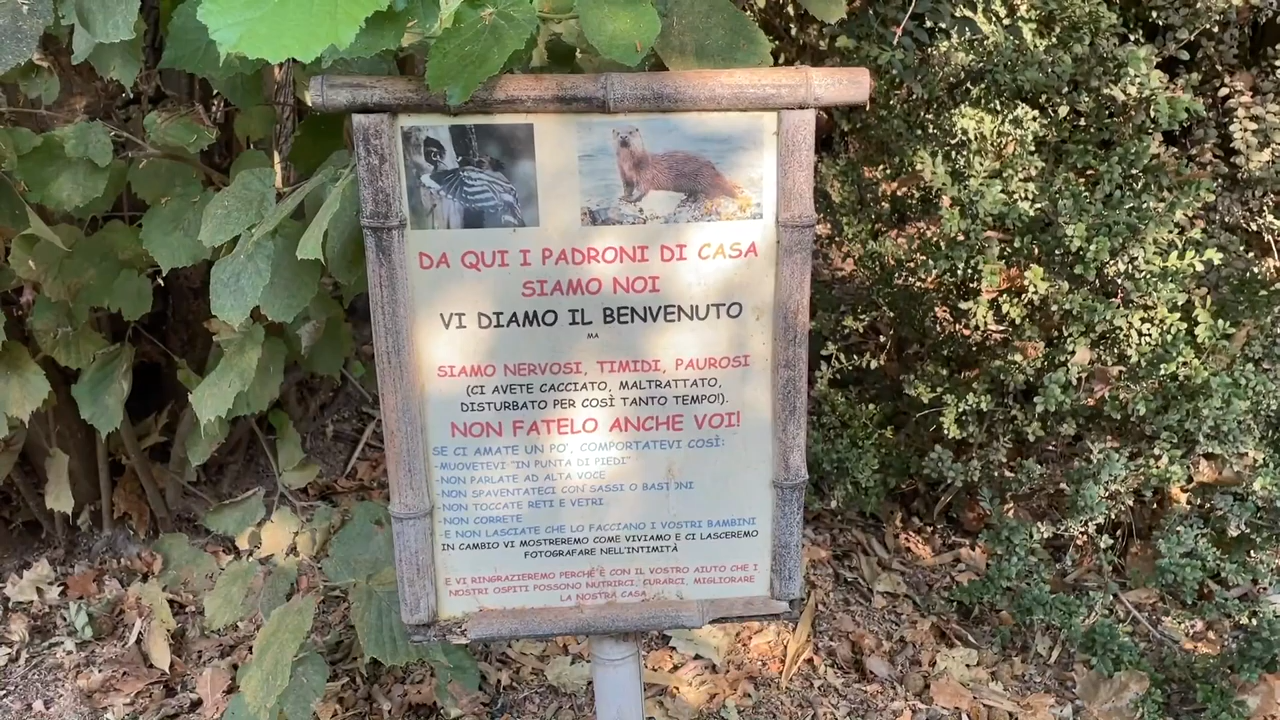 DA QUI I PADRONI DI CASA
SIAMO NOI
VI DIAMO IL BENVENUTO
MA
SIAMO NERVOSI, TIMIDI, PAUROSI
(CI AVETE CACCIATO, MALTRATTATO,
DISTURBATO PER COSÌ TANTO TEMPO!).
NON FATELO ANCHE VOI!
SE CI AMATE UN PO', COMPORTATEVI COSÌ:
-MUOVETEVI "IN PUNTA DI PIEDI"
-NON PARLATE AD ALTA VOCE
-NON SPAVENTATECI CON SASSI O BASTONI
-NON TOCCATE RETI E VETRI
-NON CORRETE
-E NON LASCIATE CHE LO FACCIANO I VOSTRI BAMBINI
IN CAMBIO VI MOSTREREMO COME VIVIAMO E CI LASCEREMO
FOTOGRAFARE NELL'INTIMITÀ
E VI RINGRAZIEREMO PERCHÈ È CON IL VOSTRO AIUTO CHE I
NOSTRI OSPITI POSSONO NUTRIRCI, CURARCI, MIGLIORARE
LA NOSTRA CASA